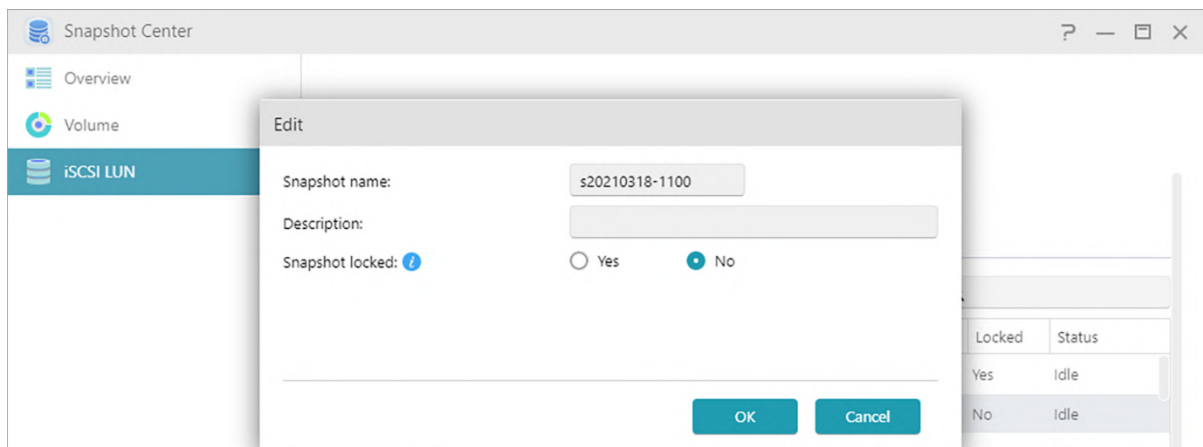 Snapshot Center
Overview
Volume
iSCSI LUN
Edit
Snapshot name: s20210318-1100
Description:
Snapshot locked: i Yes No
OK Cancel
Locked Status
Yes Idle
No Idle